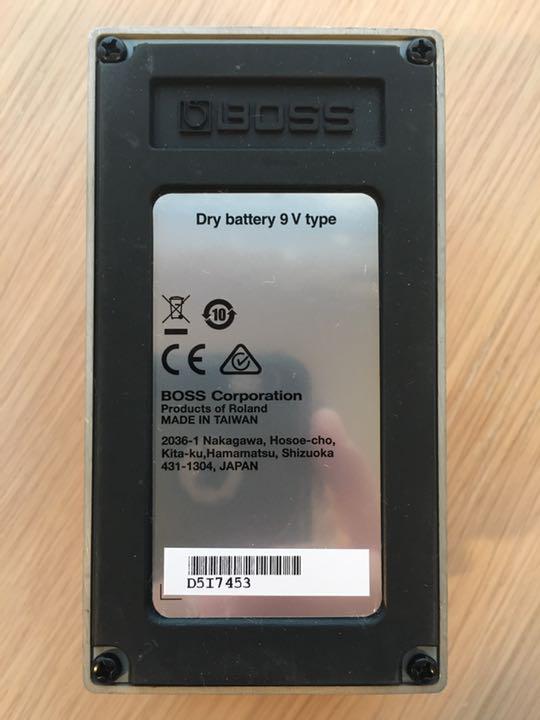 BOSS
Dry battery 9 V type
10
CE
BOSS Corporation
Products of Roland
MADE IN TAIWAN
2036-1 Nakagawa, Hosoe-cho,
Kita-ku,Hamamatsu, Shizuoka
431-1304, JAPAN
D5I7453